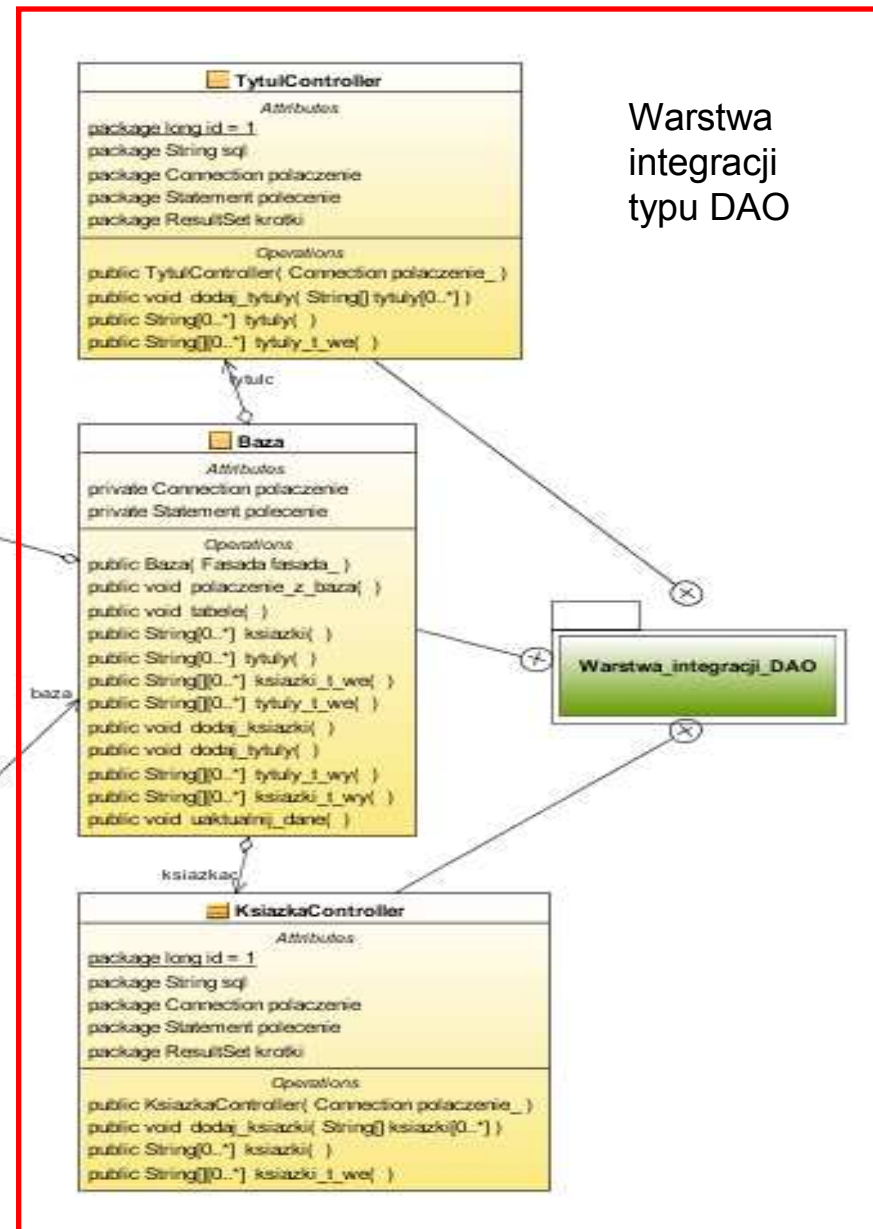 TytulController
Attributes
package long id = 1
package String sql
package Connection polaczenie
package Statement polecenie
package ResultSet krotki
Operations
public TytulController( Connection polaczenie_ )
public void dodaj_tytuly( String[] tytuly[0..*] )
public String[0..*] tytuly( )
public String[][0..*] tytuly_t_we( )
Warstwa
integracji
typu DAO
tytulc
Baza
Attributes
private Connection polaczenie
private Statement polecenie
Operations
public Baza( Fasada fasada_ )
public void polaczenie_z_baza( )
public void tabele( )
public String[0..*] ksiazki( )
public String[0..*] tytuly( )
public String[][0..*] ksiazki_t_we( )
public String[][0..*] tytuly_t_we( )
public void dodaj_ksiazki( )
public void dodaj_tytuly( )
public String[][0..*] tytuly_t_wy( )
public String[][0..*] ksiazki_t_wy( )
public void uaktualnij_dane( )
baza
Warstwa_integracji_DAO
ksiazkac
KsiazkaController
Attributes
package long id = 1
package String sql
package Connection polaczenie
package Statement polecenie
package ResultSet krotki
Operations
public KsiazkaController( Connection polaczenie_ )
public void dodaj_ksiazki( String[] ksiazki[0..*] )
public String[0..*] ksiazki( )
public String[][0..*] ksiazki_t_we( )